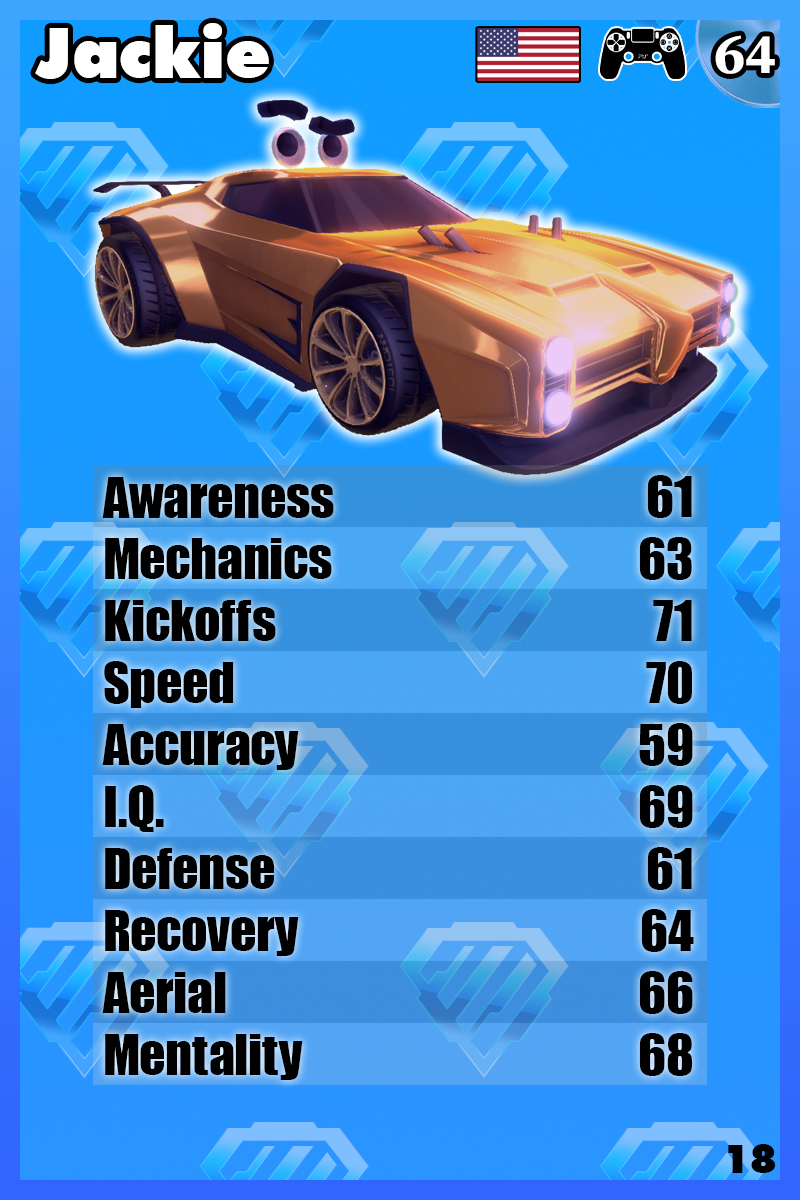 Jackie 64
Awareness 61
Mechanics 63
Kickoffs 71
Speed 70
Accuracy 59
I.Q. 69
Defense 61
Recovery 64
Aerial 66
Mentality 68
18